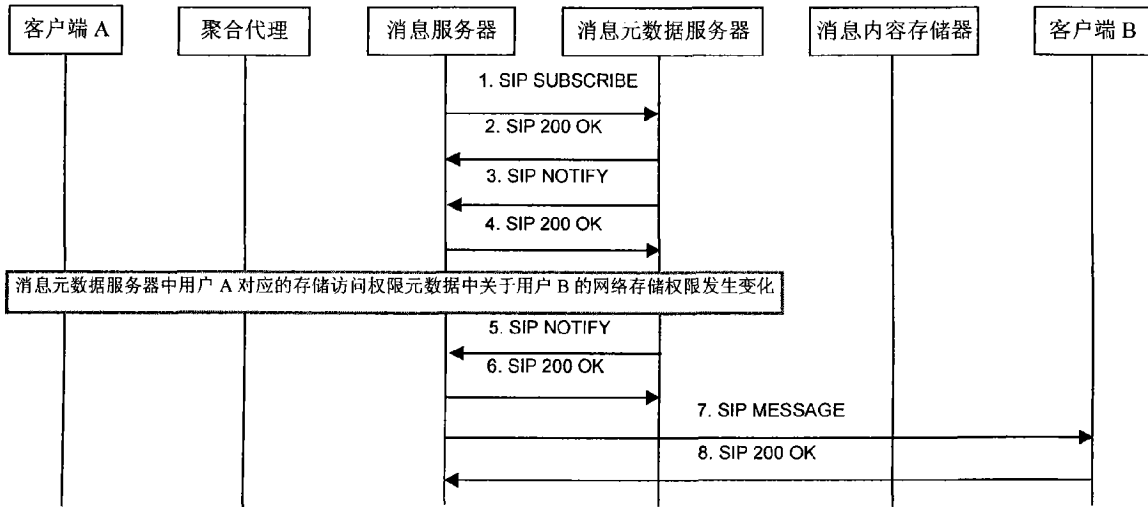 客户端 A
聚合代理
消息服务器
消息元数据服务器
消息内容存储器
客户端 B
1. SIP SUBSCRIBE
2. SIP 200 OK
3. SIP NOTIFY
4. SIP 200 OK
消息元数据服务器中用户 A 对应的存储访问权限元数据中关于用户 B 的网络存储权限发生变化
5. SIP NOTIFY
6. SIP 200 OK
7. SIP MESSAGE
8. SIP 200 OK